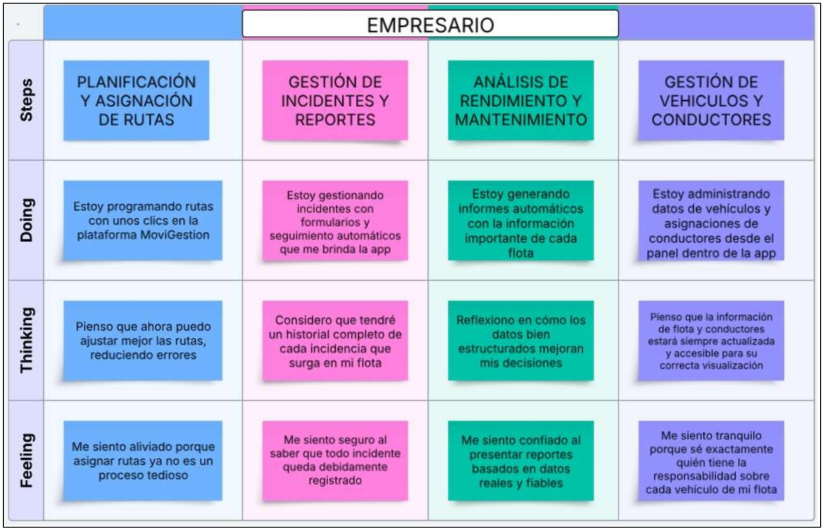 EMPRESARIO
Steps
PLANIFICACIÓN
Y ASIGNACIÓN
DE RUTAS
GESTIÓN DE
INCIDENTES Y
REPORTES
ANÁLISIS DE
RENDIMIENTO Y
MANTENIMIENTO
GESTIÓN DE
VEHICULOS Y
CONDUCTORES
Doing
Estoy programando rutas
con unos clics en la
plataforma MoviGestion
Estoy gestionando
incidentes con
formularios y
seguimiento automáticos
que me brinda la app
Estoy generando
informes automáticos
con la información
importante de cada
flota
Estoy administrando
datos de vehículos y
asignaciones de
conductores desde el
panel dentro de la app
Thinking
Pienso que ahora puedo
ajustar mejor las rutas,
reduciendo errores
Considero que tendré
un historial completo de
cada incidencia que
surga en mi flota
Reflexiono en cómo los
datos bien
estructurados mejoran
mis decisiones
Pienso que la información
de flota y conductores
estará siempre actualizada
y accesible para su
correcta visualización
Feeling
Me siento aliviado porque
asignar rutas ya no es un
proceso tedioso
Me siento seguro al
saber que todo incidente
queda debidamente
registrado
Me siento confiado al
presentar reportes
basados en datos
reales y fiables
Me siento tranquilo
porque sé exactamente
quién tiene la
responsabilidad sobre
cada vehículo de mi flota